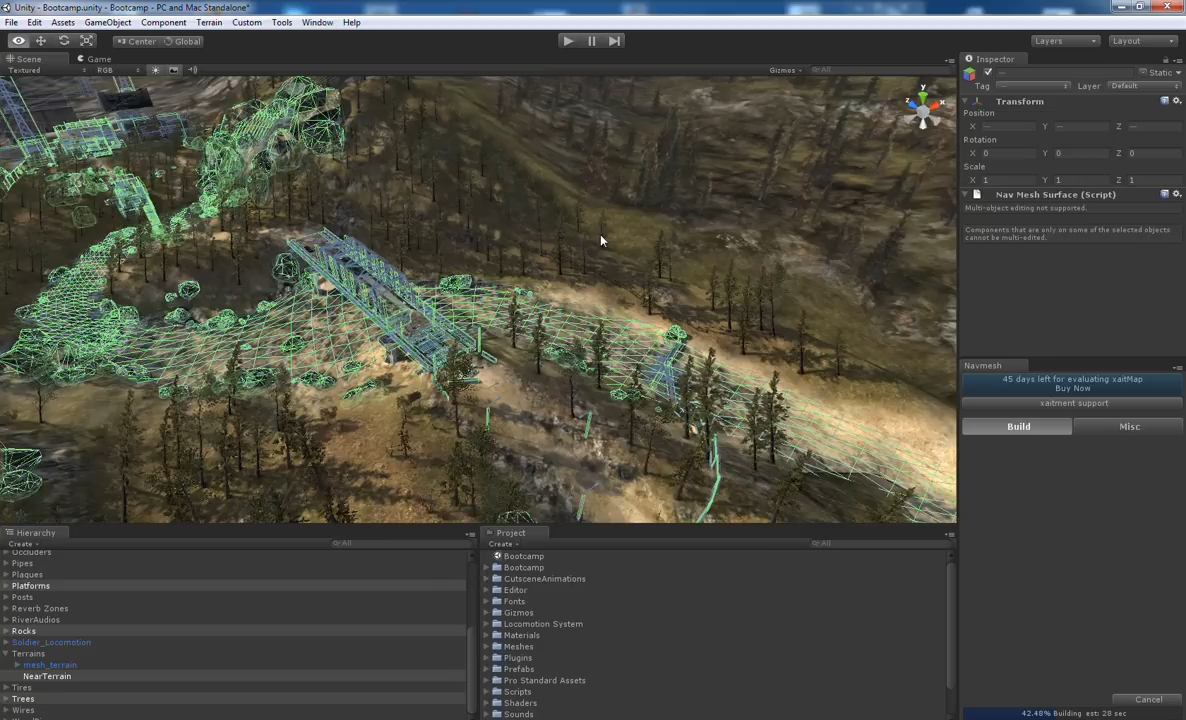 Unity - Bootcamp.unity - Bootcamp - PC and Mac Standalone*
File Edit Assets GameObject Component Terrain Custom Tools Window Help
Center Global Layers Layout
Scene Game Inspector
Textured RGB Gizmos All
— Static
Tag — Layer Default
Transform
Position
X — Y — Z —
Rotation
X 0 Y 0 Z 0
Scale
X 1 Y 1 Z 1
Nav Mesh Surface (Script)
Multi-object editing not supported.
Components that are only on some of the selected objects
cannot be multi-edited.
y
z x
Navmesh
45 days left for evaluating xaitMap
Buy Now
xaitment support
Build Misc
Cancel
42.48% Building est: 28 sec
Hierarchy
Create All
Occluders
Pipes
Plaques
Platforms
Posts
Reverb Zones
RiverAudios
Rocks
Soldier_Locomotion
Terrains
mesh_terrain
NearTerrain
Tires
Trees
Wires
Project
Create All
Bootcamp
Bootcamp
CutsceneAnimations
Editor
Fonts
Gizmos
Locomotion System
Materials
Meshes
Plugins
Prefabs
Pro Standard Assets
Scripts
Shaders
Sounds